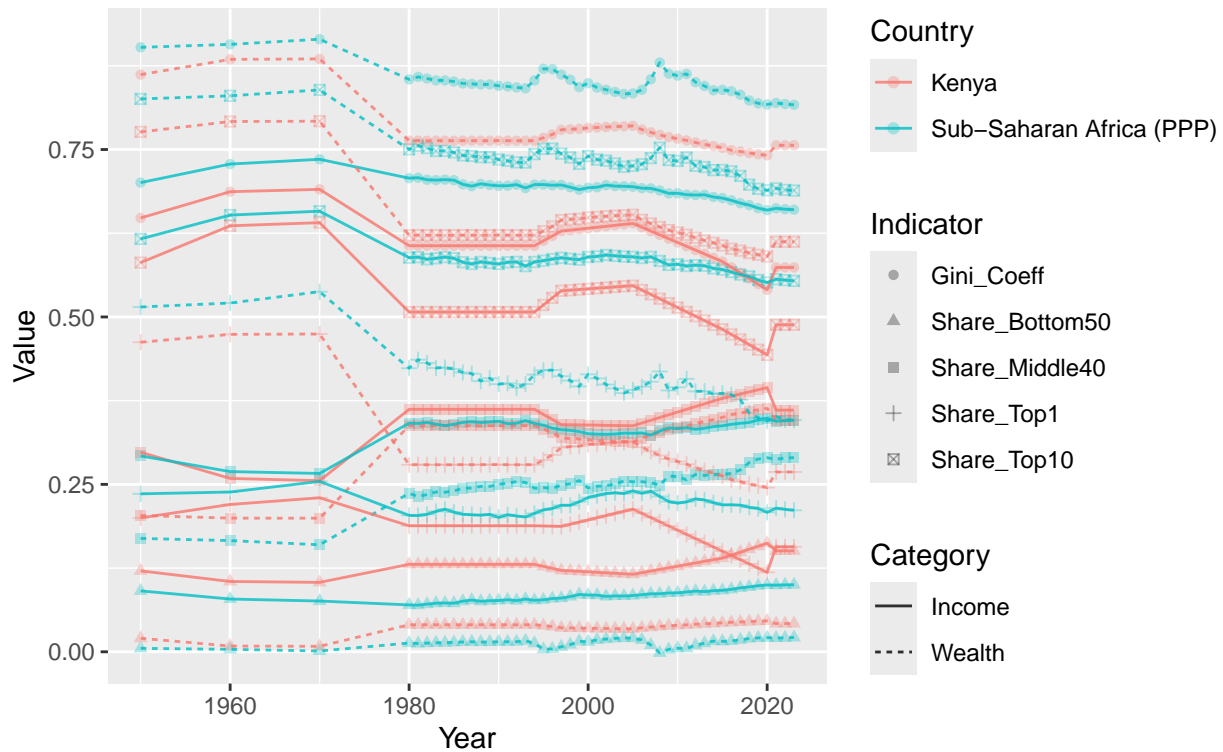 Value
0.75
0.50
0.25
0.00
1960
1980
2000
2020
Year
Country
Kenya
Sub−Saharan Africa (PPP)
Indicator
Gini_Coeff
Share_Bottom50
Share_Middle40
Share_Top1
Share_Top10
Category
Income
Wealth